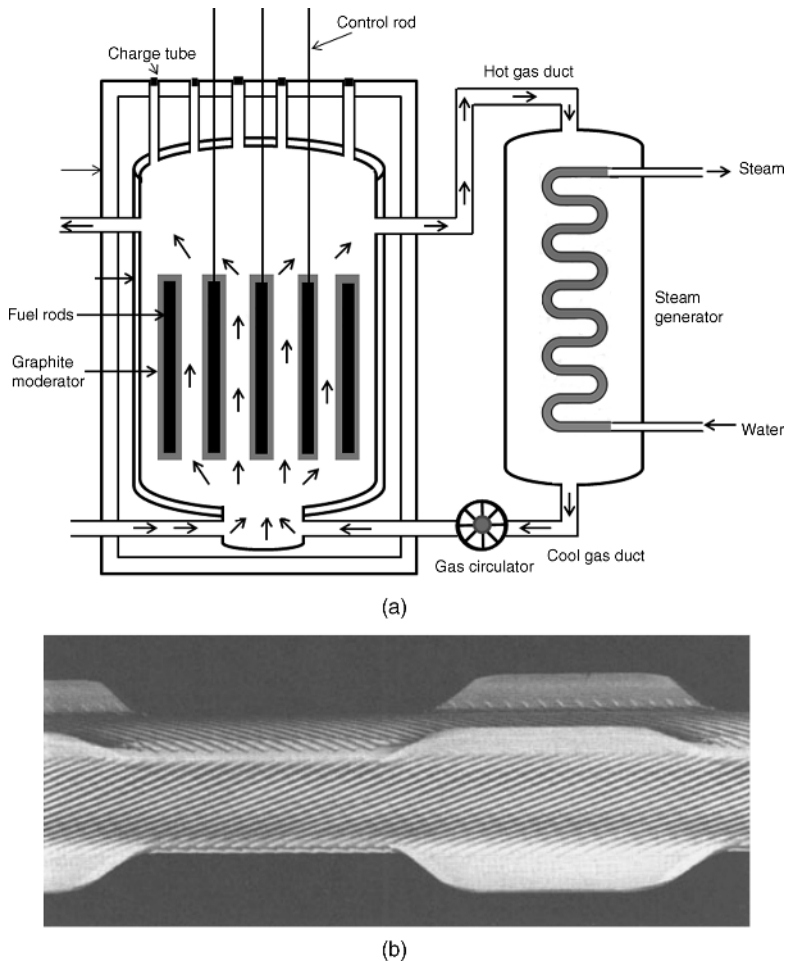 Control rod
Charge tube
Hot gas duct
Steam
Fuel rods
Steam
generator
Graphite
moderator
Water
Gas circulator
Cool gas duct
(a)
(b)